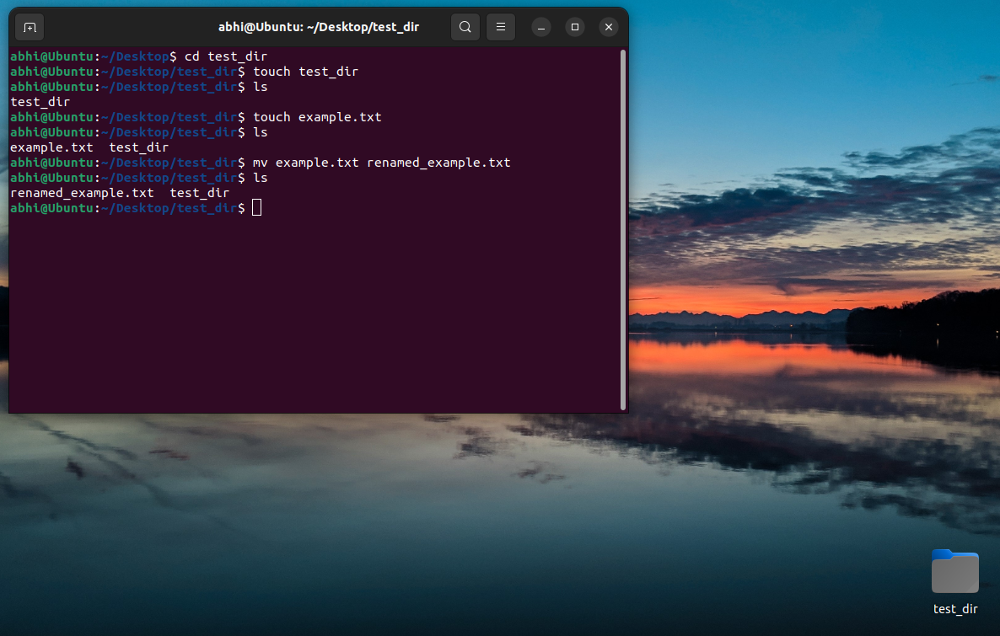 abhi@Ubuntu: ~/Desktop/test_dir
abhi@Ubuntu:~/Desktop$ cd test_dir
abhi@Ubuntu:~/Desktop/test_dir$ touch test_dir
abhi@Ubuntu:~/Desktop/test_dir$ ls
test_dir
abhi@Ubuntu:~/Desktop/test_dir$ touch example.txt
abhi@Ubuntu:~/Desktop/test_dir$ ls
example.txt  test_dir
abhi@Ubuntu:~/Desktop/test_dir$ mv example.txt renamed_example.txt
abhi@Ubuntu:~/Desktop/test_dir$ ls
renamed_example.txt  test_dir
abhi@Ubuntu:~/Desktop/test_dir$
test_dir